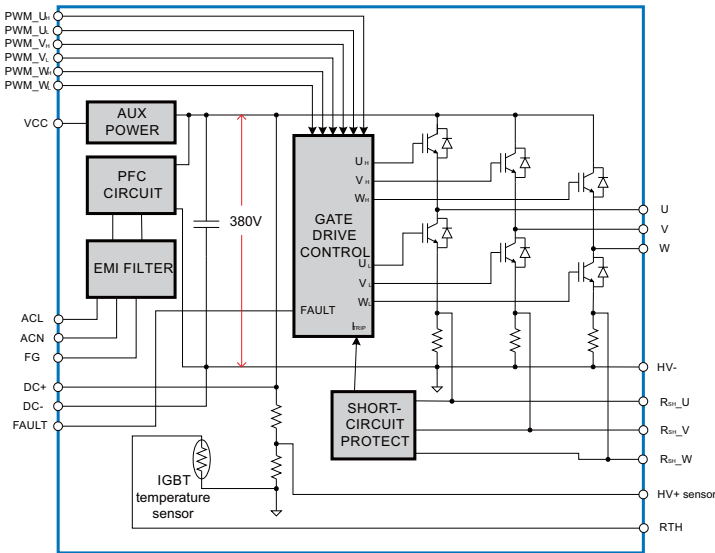 PWM_UH
PWM_UL
PWM_VH
PWM_VL
PWM_WH
PWM_WL
VCC
AUX
POWER
PFC
CIRCUIT
EMI FILTER
380V
GATE
DRIVE
CONTROL
UH
VH
WH
UL
VL
WL
FAULT
ITRIP
U
V
W
ACL
ACN
FG
DC+
DC-
FAULT
SHORT-
CIRCUIT
PROTECT
IGBT
temperature
sensor
HV-
RSH_U
RSH_V
RSH_W
HV+ sensor
RTH